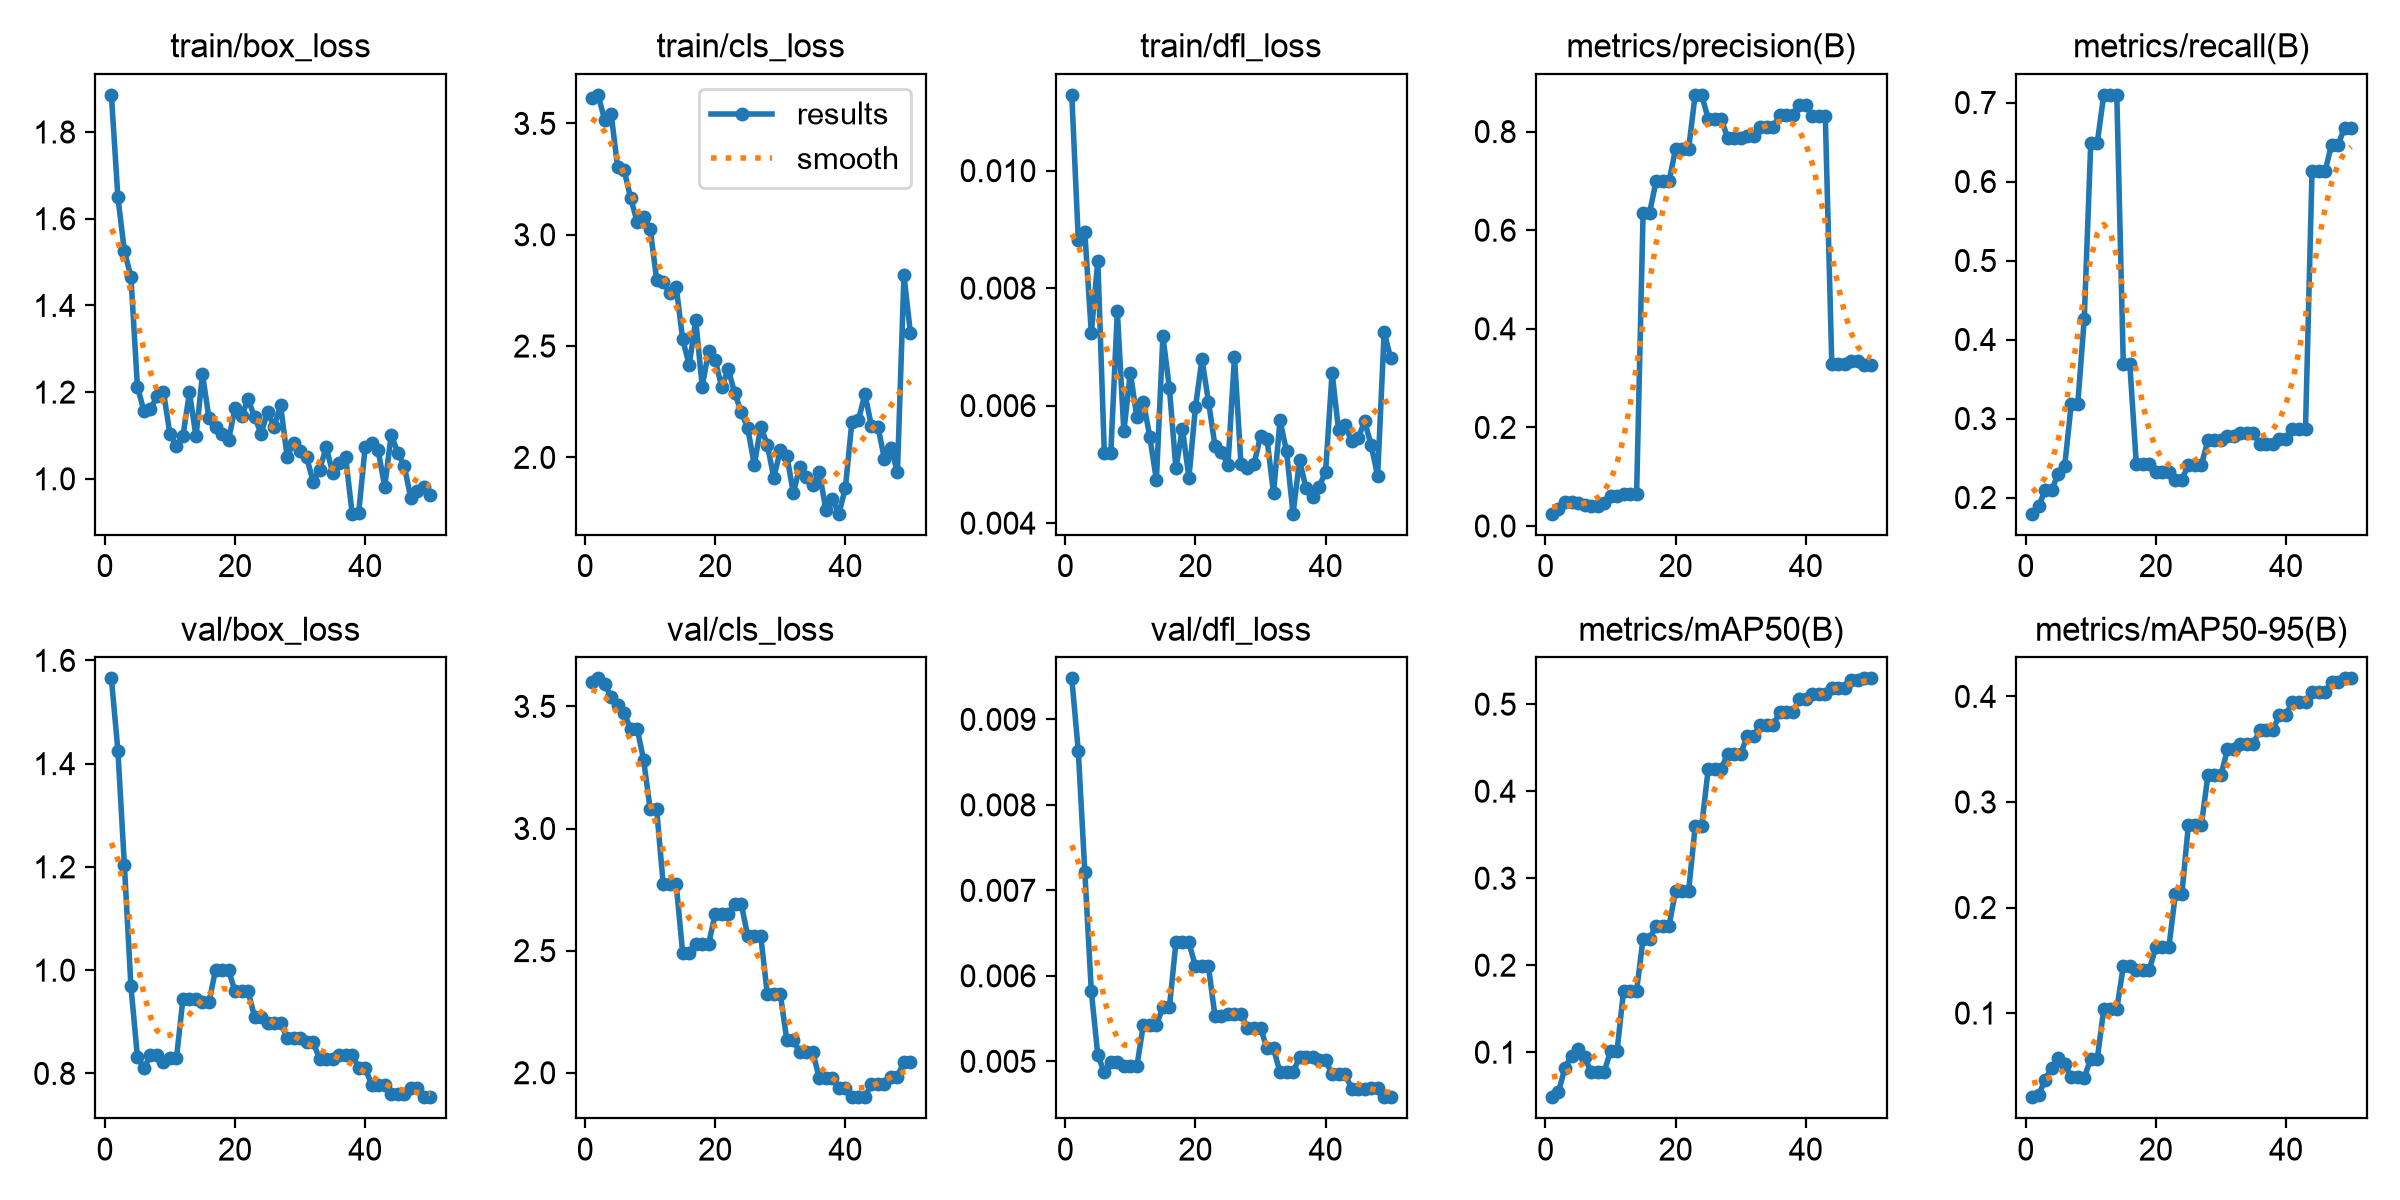 train/box_loss
train/cls_loss
train/dfl_loss
metrics/precision(B)
metrics/recall(B)
1.8
1.6
1.4
1.2
1.0
0 20 40
results
smooth
3.5
3.0
2.5
2.0
0 20 40
0.010
0.008
0.006
0.004
0 20 40
0.8
0.6
0.4
0.2
0.0
0 20 40
0.7
0.6
0.5
0.4
0.3
0.2
0 20 40
val/box_loss
val/cls_loss
val/dfl_loss
metrics/mAP50(B)
metrics/mAP50-95(B)
1.6
1.4
1.2
1.0
0.8
0 20 40
3.5
3.0
2.5
2.0
0 20 40
0.009
0.008
0.007
0.006
0.005
0 20 40
0.5
0.4
0.3
0.2
0.1
0 20 40
0.4
0.3
0.2
0.1
0 20 40